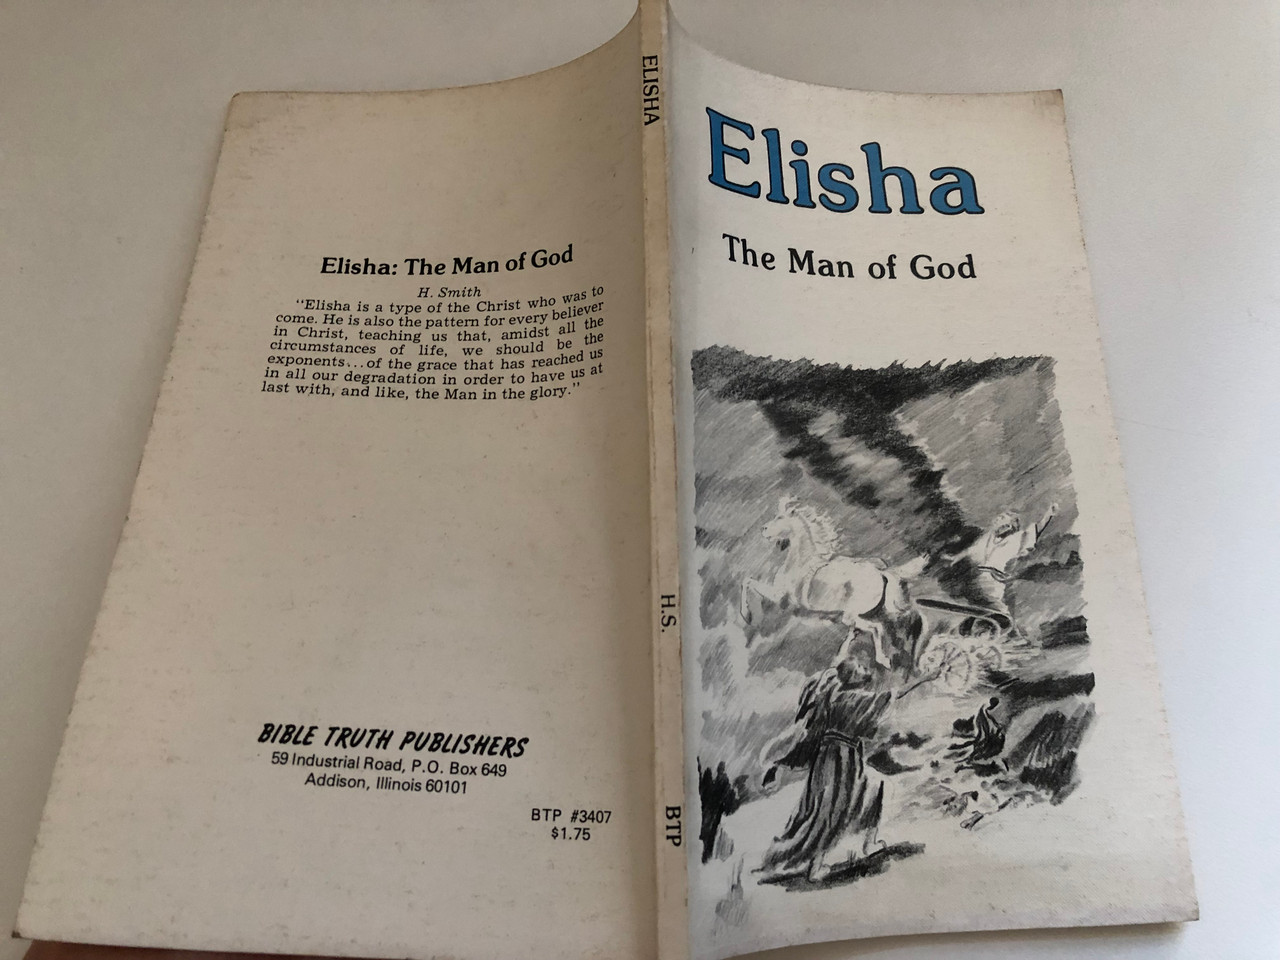 Elisha: The Man of God
H. Smith
"Elisha is a type of the Christ who was to
come. He is also the pattern for every believer
in Christ, teaching us that, amidst all the
circumstances of life, we should be the
exponents...of the grace that has reached us
in all our degradation in order to have us at
last with, and like, the Man in the glory."
BIBLE TRUTH PUBLISHERS
59 Industrial Road, P.O. Box 649
Addison, Illinois 60101
BTP #3407
$1.75
ELISHA
H.S.
BTP
Elisha
The Man of God